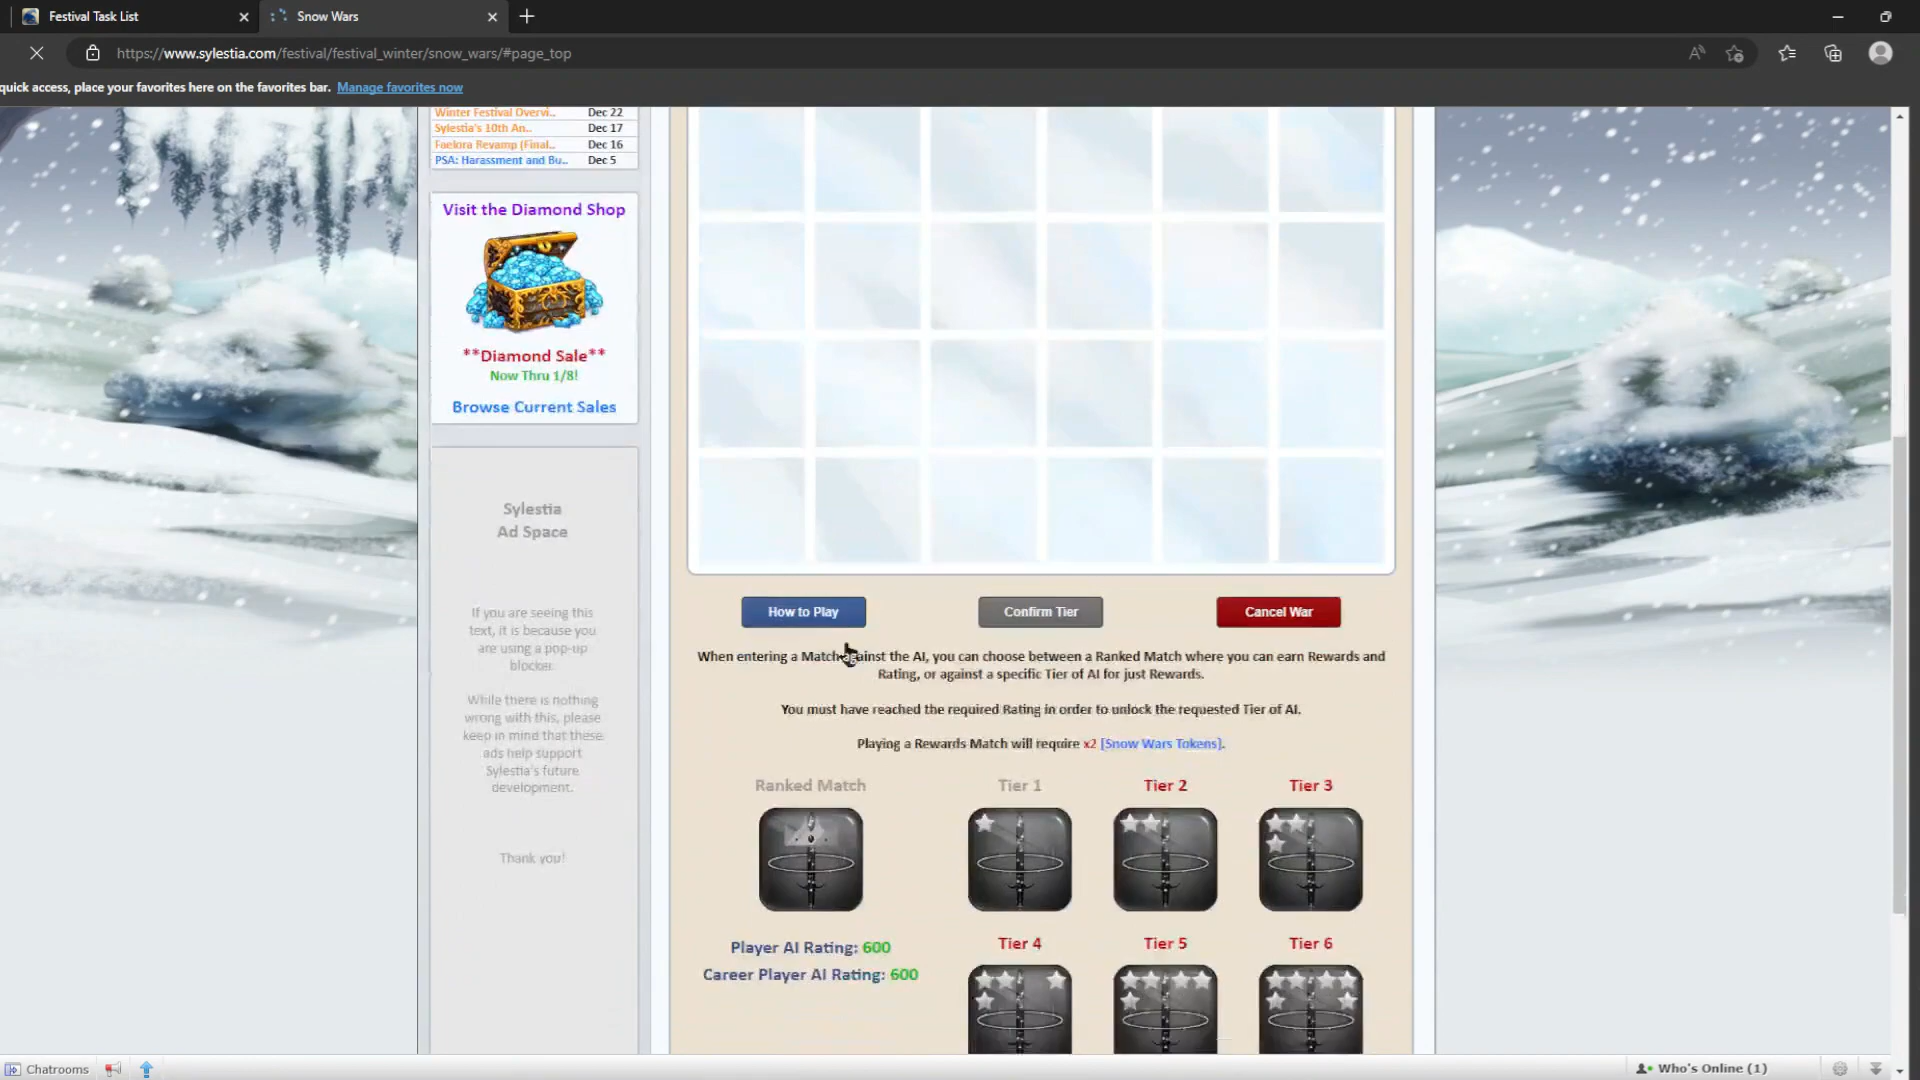 Festival Task List
Snow Wars
https://www.sylestia.com/festival/festival_winter/snow_wars/#page_top
quick access, place your favorites here on the favorites bar. Manage favorites now
Winter Festival Overvi.. Dec 22
Sylestia's 10th An.. Dec 17
Faelora Revamp (Final... Dec 16
PSA: Harassment and Bu... Dec 5
Visit the Diamond Shop
**Diamond Sale**
Now Thru 1/8!
Browse Current Sales
Sylestia
Ad Space
If you are seeing this
text, it is because you
are using a pop-up
blocker.
While there is nothing
wrong with this, please
keep in mind that these
ads help support
Sylestia's future
development.
Thank you!
How to Play
Confirm Tier
Cancel War
When entering a Match against the AI, you can choose between a Ranked Match where you can earn Rewards and
Rating, or against a specific Tier of AI for just Rewards.
You must have reached the required Rating in order to unlock the requested Tier of AI.
Playing a Rewards Match will require x2 [Snow Wars Tokens].
Ranked Match
Tier 1
Tier 2
Tier 3
Player AI Rating: 600
Career Player AI Rating: 600
Tier 4
Tier 5
Tier 6
Chatrooms
Who's Online (1)